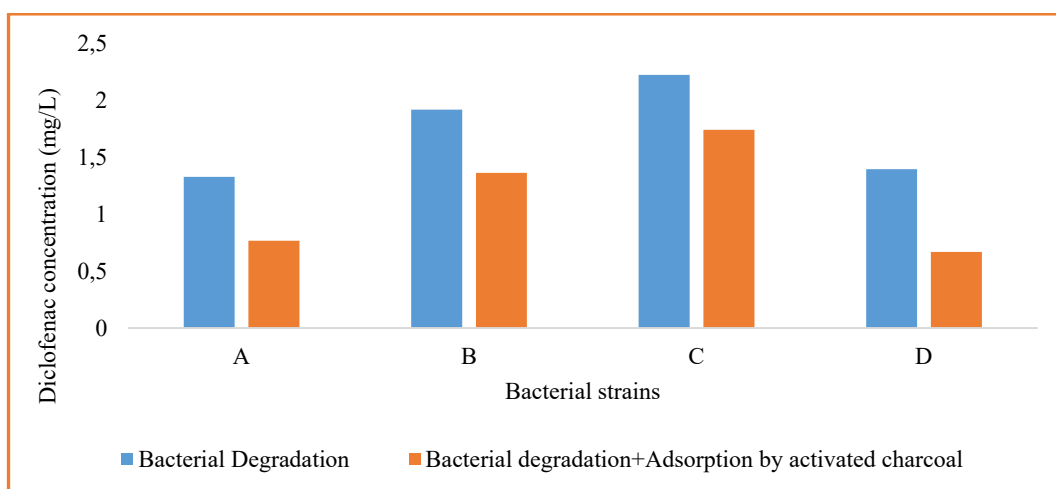 Diclofenac concentration (mg/L)
2,5
2
1,5
1
0,5
0
A B C D
Bacterial strains
Bacterial Degradation Bacterial degradation+Adsorption by activated charcoal